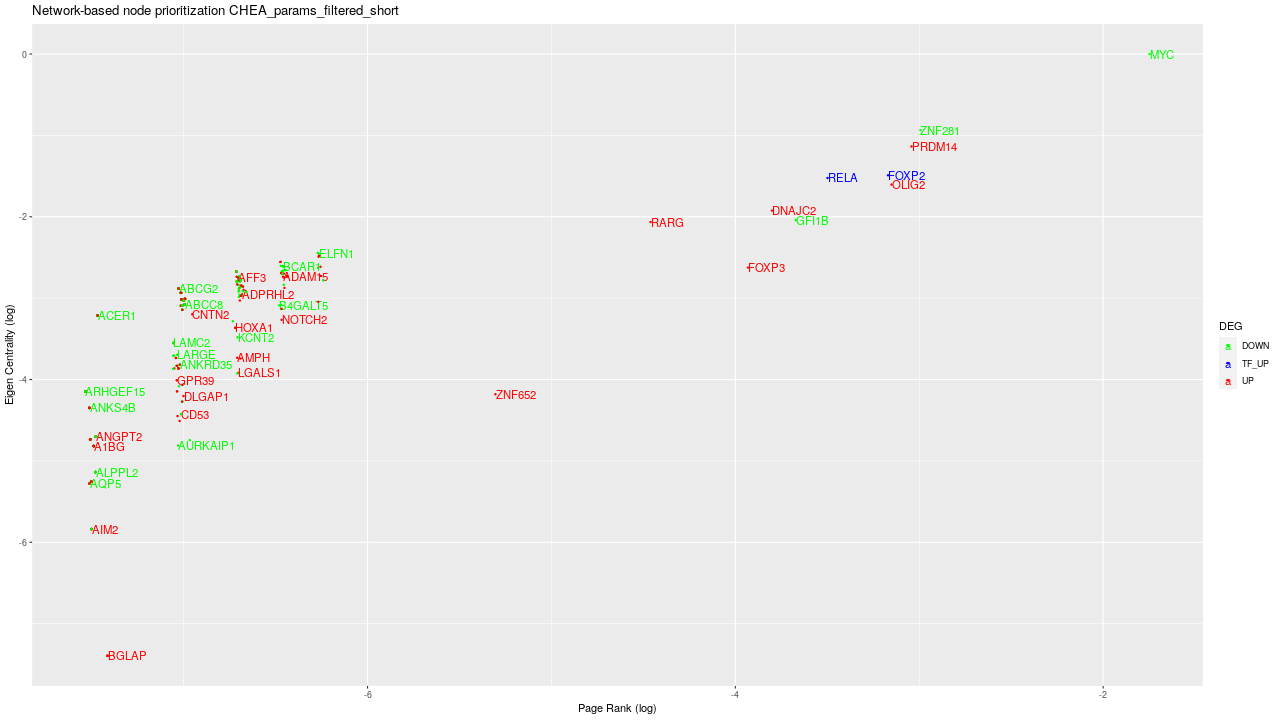 Network-based node prioritization CHEA_params_filtered_short
MYC
ZNF281
PRDM14
FOXP2
RELA
OLIG2
DNAJC2
GFI1B
RARG
FOXP3
ELFN1
BCAR1
ADAM15
AFF3
ABCG2
ADPRHL2
ABCC8
B4GALT5
CNTN2
ACER1
NOTCH2
HOXA1
KCNT2
LAMC2
LARGE
AMPH
ANKRD35
LGALS1
GPR39
ARHGEF15
ZNF652
DLGAP1
ANKS4B
CD53
ANGPT2
A1BG
AURKAIP1
ALPPL2
AQP5
AIM2
BGLAP
0
-2
-4
-6
Eigen Centrality (log)
-6
-4
-2
Page Rank (log)
DEG
a DOWN
a TF_UP
a UP